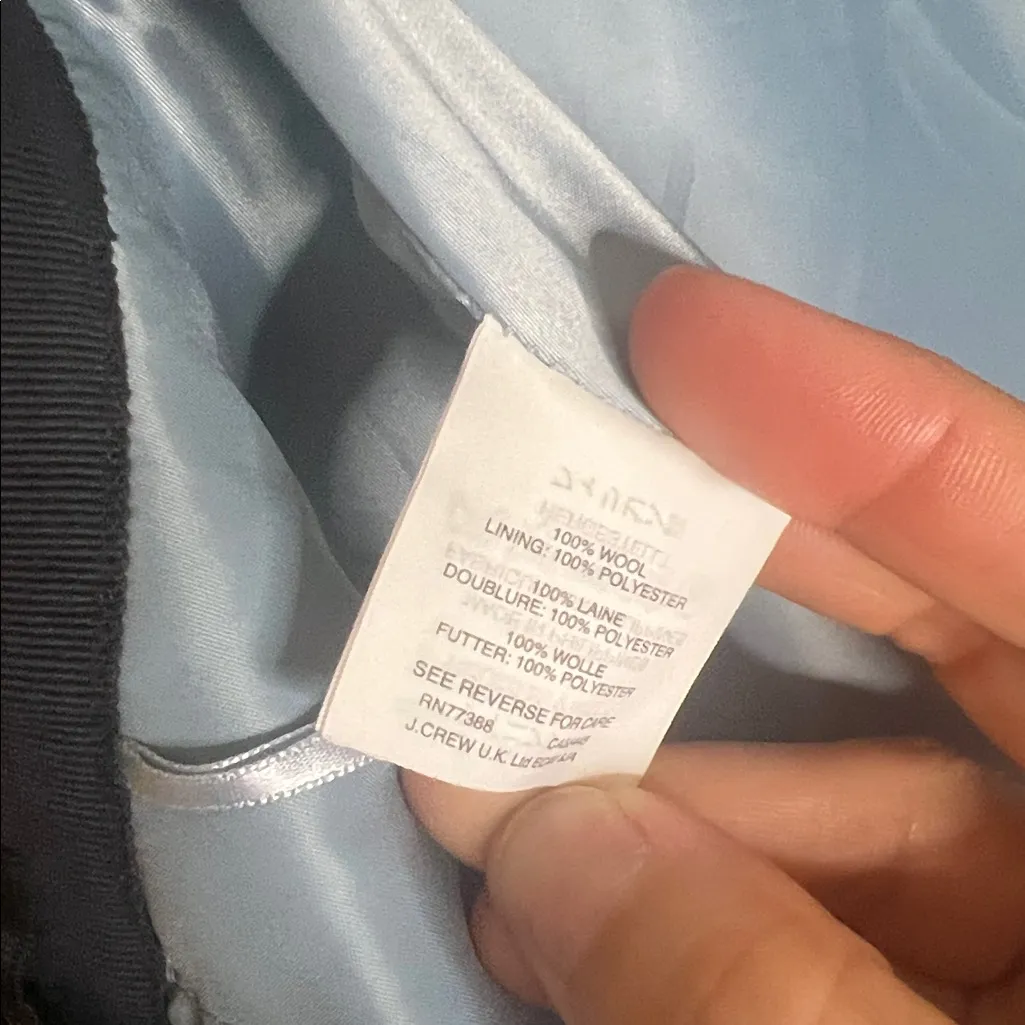 100% WOOL
LINING: 100% POLYESTER
100% LAINE
DOUBLURE: 100% POLYESTER
100% WOLLE
FUTTER: 100% POLYESTER
SEE REVERSE FOR CARE
RN77388
J.CREW U.K. Ltd